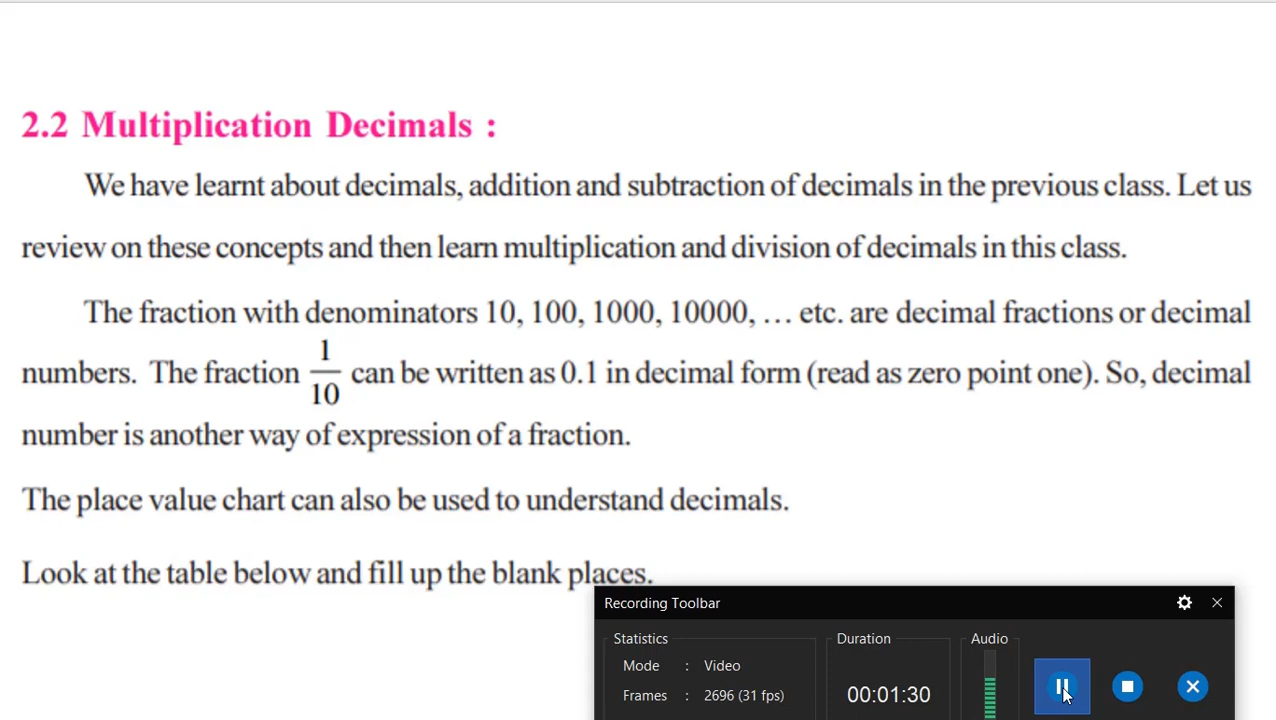 2.2 Multiplication Decimals :
We have learnt about decimals, addition and subtraction of decimals in the previous class. Let us
review on these concepts and then learn multiplication and division of decimals in this class.
The fraction with denominators 10, 100, 1000, 10000, … etc. are decimal fractions or decimal
numbers. The fraction 1/10 can be written as 0.1 in decimal form (read as zero point one). So, decimal
number is another way of expression of a fraction.
The place value chart can also be used to understand decimals.
Look at the table below and fill up the blank places.
Recording Toolbar
Statistics Duration Audio
Mode : Video
Frames : 2696 (31 fps) 00:01:30